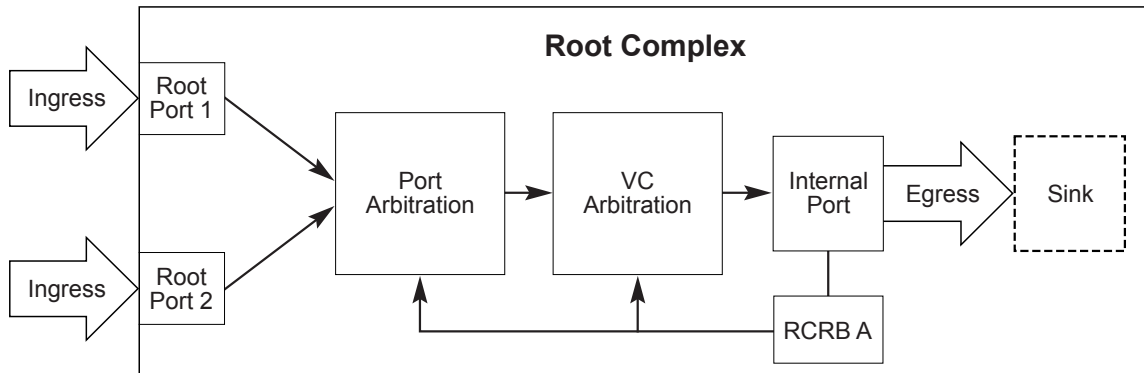 Root Complex
Ingress
Root
Port 1
Port
Arbitration
VC
Arbitration
Internal
Port
Egress
Sink
Ingress
Root
Port 2
RCRB A